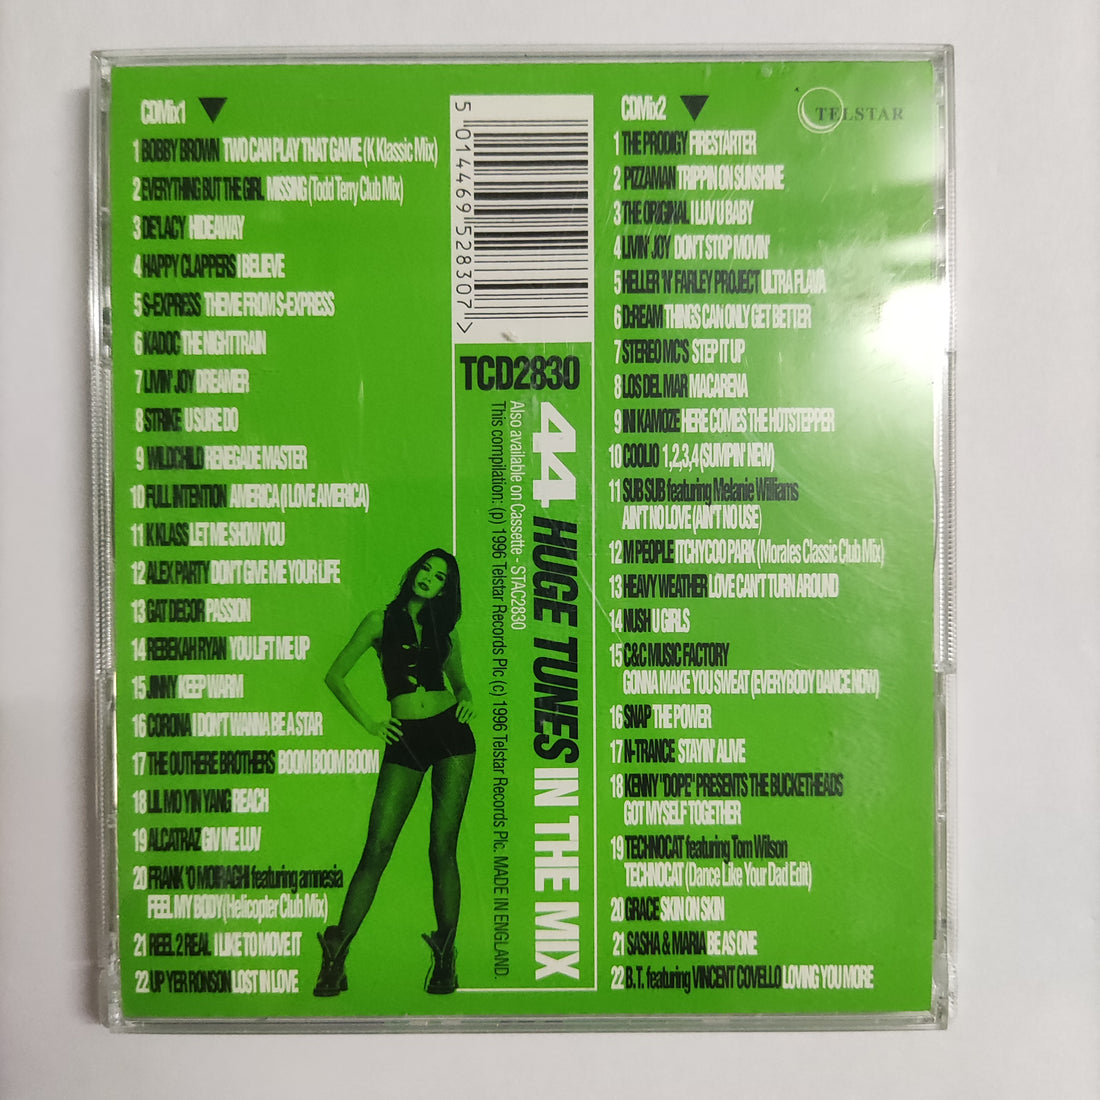 CDMix1
1 BOBBY BROWN TWO CAN PLAY THAT GAME (K Klassic Mix)
2 EVERYTHING BUT THE GIRL MISSING (Todd Terry Club Mix)
3 DE'LACY HIDEAWAY
4 HAPPY CLAPPERS I BELIEVE
5 S-EXPRESS THEME FROM S-EXPRESS
6 KADOC THE NIGHTTRAIN
7 LIVIN' JOY DREAMER
8 STRIKE U SURE DO
9 WILDCHILD RENEGADE MASTER
10 FULL INTENTION AMERICA (I LOVE AMERICA)
11 K KLASS LET ME SHOW YOU
12 ALEX PARTY DON'T GIVE ME YOUR LIFE
13 GAT DECOR PASSION
14 REBEKAH RYAN YOU LIFT ME UP
15 JINNY KEEP WARM
16 CORONA I DON'T WANNA BE A STAR
17 THE OUTHERE BROTHERS BOOM BOOM BOOM
18 LIL MO YIN YANG REACH
19 ALCATRAZ GIV ME LUV
20 FRANK 'O MOIRAGHI featuring amnesia
FEEL MY BODY (Helicopter Club Mix)
21 REEL 2 REAL I LIKE TO MOVE IT
22 UP YER RONSON LOST IN LOVE
5 014469 528307 >
TCD2830
44 HUGE TUNES IN THE MIX
Also available on Cassette - STAC2830
This compilation: (p) 1996 Telstar Records Plc (c) 1996 Telstar Records Plc. MADE IN ENGLAND.
CDMix2
TELSTAR
1 THE PRODIGY FIRESTARTER
2 PIZZAMAN TRIPPIN ON SUNSHINE
3 THE ORIGINAL I LUV U BABY
4 LIVIN' JOY DON'T STOP MOVIN'
5 HELLER 'N' FARLEY PROJECT ULTRA FLAVA
6 D:REAM THINGS CAN ONLY GET BETTER
7 STEREO MC'S STEP IT UP
8 LOS DEL MAR MACARENA
9 INI KAMOZE HERE COMES THE HOTSTEPPER
10 COOLIO 1,2,3,4 (SUMPIN' NEW)
11 SUB SUB featuring Melanie Williams
AIN'T NO LOVE (AIN'T NO USE)
12 M PEOPLE ITCHYCOO PARK (Morales Classic Club Mix)
13 HEAVY WEATHER LOVE CAN'T TURN AROUND
14 NUSH U GIRLS
15 C&C MUSIC FACTORY
GONNA MAKE YOU SWEAT (EVERYBODY DANCE NOW)
16 SNAP THE POWER
17 N-TRANCE STAYIN' ALIVE
18 KENNY "DOPE" PRESENTS THE BUCKETHEADS
GOT MYSELF TOGETHER
19 TECHNOCAT featuring Tom Wilson
TECHNOCAT (Dance Like Your Dad Edit)
20 GRACE SKIN ON SKIN
21 SASHA & MARIA BE AS ONE
22 B.T. featuring VINCENT COVELLO LOVING YOU MORE